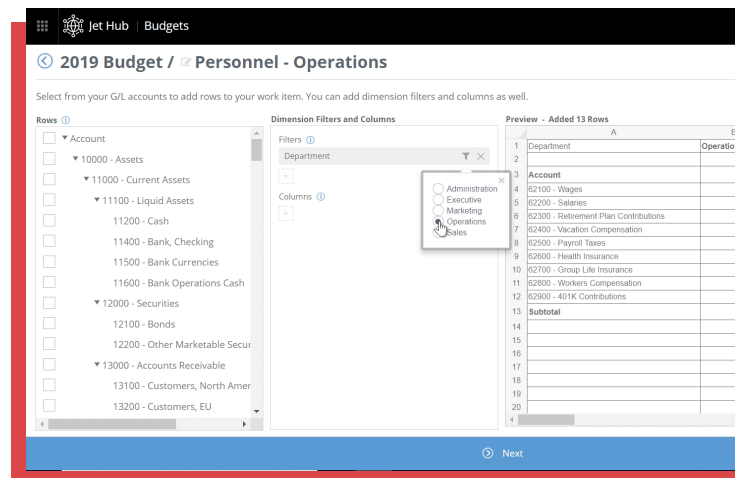 Jet Hub | Budgets
2019 Budget / Personnel - Operations
Select from your G/L accounts to add rows to your work item. You can add dimension filters and columns as well.
Rows
Account
10000 - Assets
11000 - Current Assets
11100 - Liquid Assets
11200 - Cash
11400 - Bank, Checking
11500 - Bank Currencies
11600 - Bank Operations Cash
12000 - Securities
12100 - Bonds
12200 - Other Marketable Secur
13000 - Accounts Receivable
13100 - Customers, North Amer
13200 - Customers, EU
Dimension Filters and Columns
Filters
Department
Columns
Administration
Executive
Marketing
Operations
Sales
Preview - Added 13 Rows
A B
1 Department Operatio
2
3 Account
4 62100 - Wages
5 62200 - Salaries
6 62300 - Retirement Plan Contributions
7 62400 - Vacation Compensation
8 62500 - Payroll Taxes
9 62600 - Health Insurance
10 62700 - Group Life Insurance
11 62800 - Workers Compensation
12 62900 - 401K Contributions
13 Subtotal
14
15
16
17
18
19
20
Next